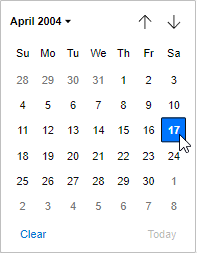 April 2004
Su Mo Tu We Th Fr Sa
28 29 30 31 1 2 3
4 5 6 7 8 9 10
11 12 13 14 15 16 17
18 19 20 21 22 23 24
25 26 27 28 29 30 1
2 3 4 5 6 7 8
Clear Today